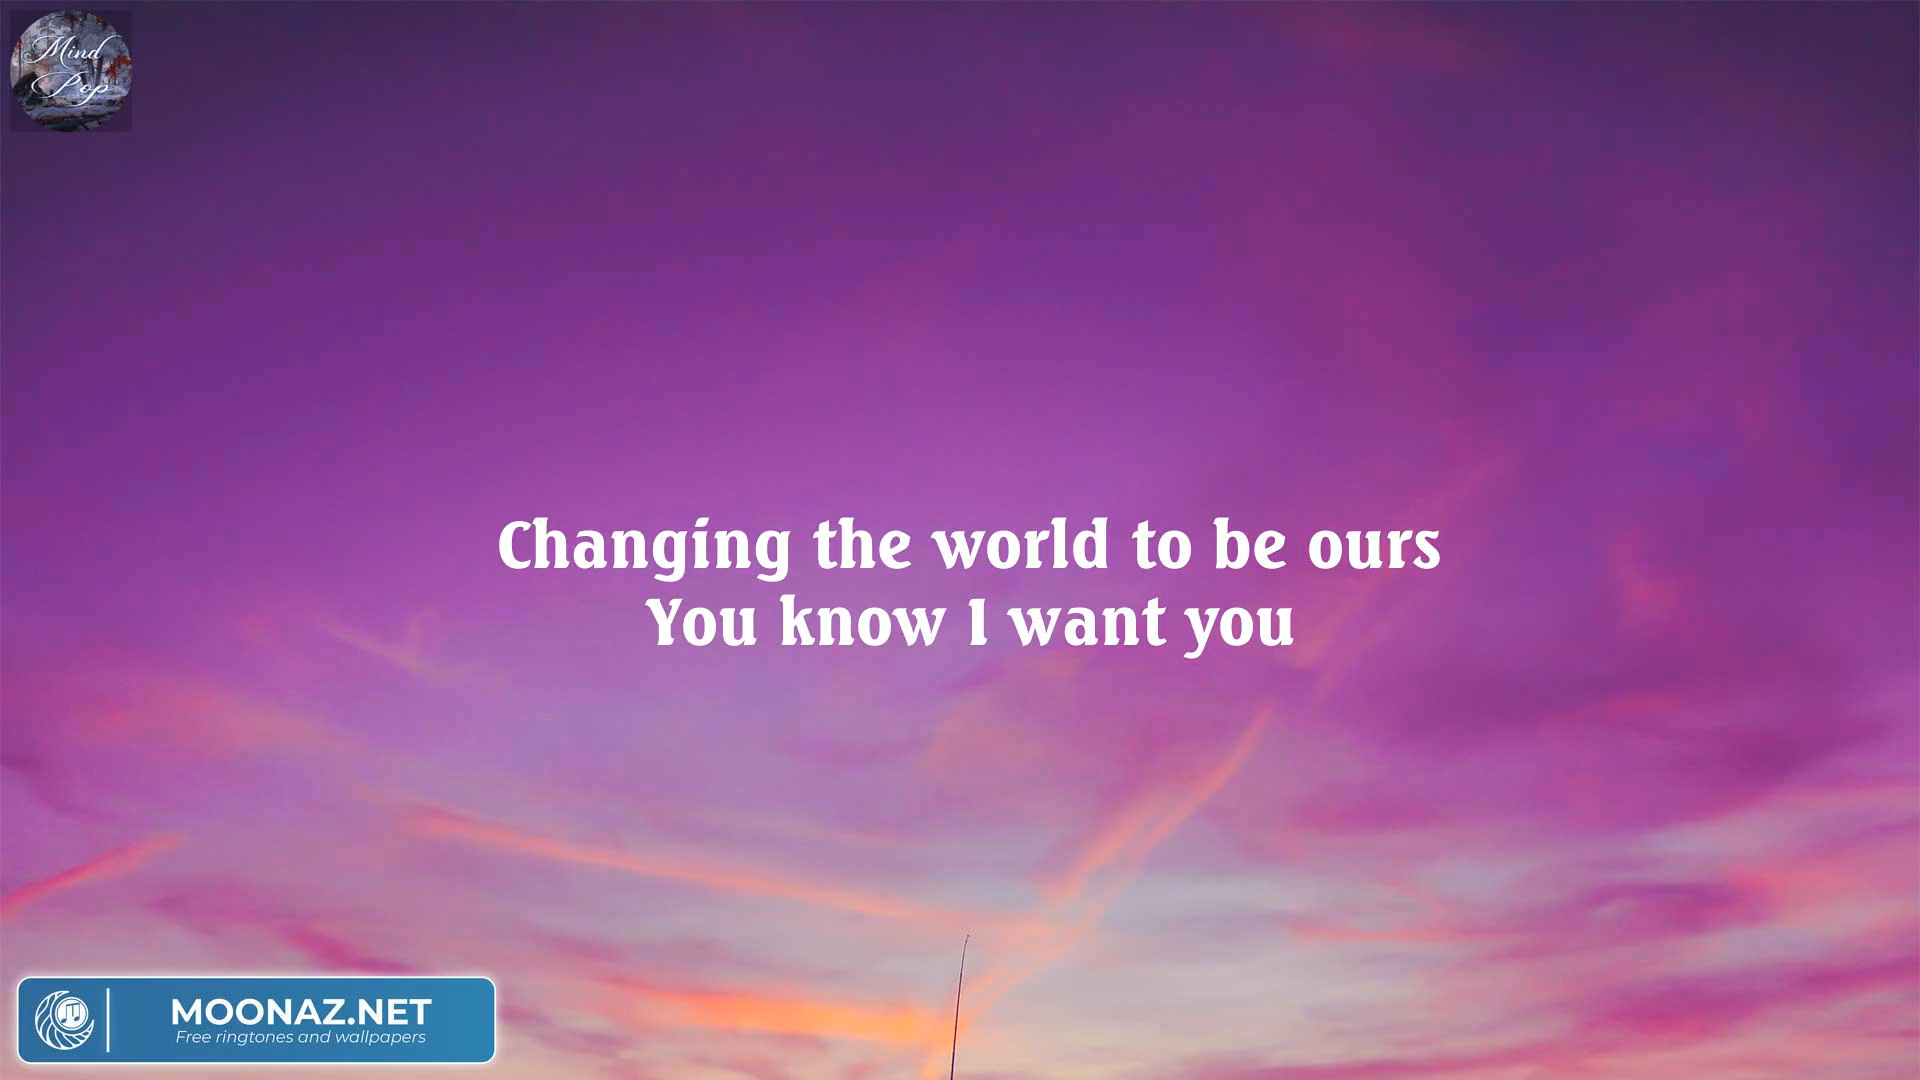 Mind
Pop
Changing the world to be ours
You know I want you
MOONAZ.NET
Free ringtones and wallpapers